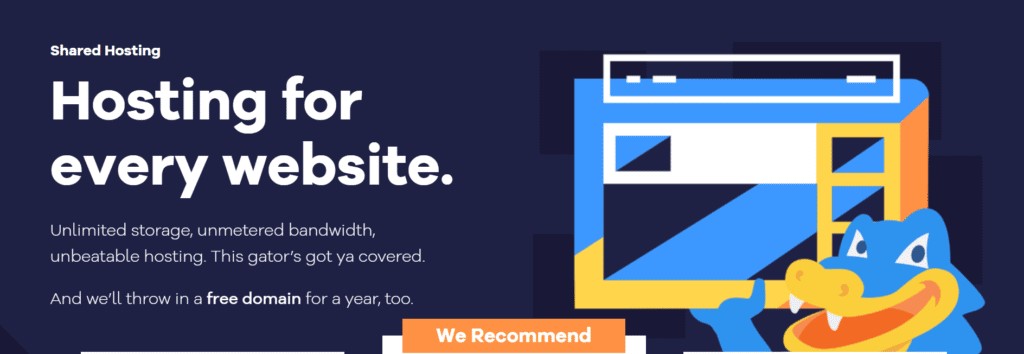 Shared Hosting
Hosting for
every website.
Unlimited storage, unmetered bandwidth,
unbeatable hosting. This gator's got ya covered.
And we'll throw in a free domain for a year, too.
We Recommend